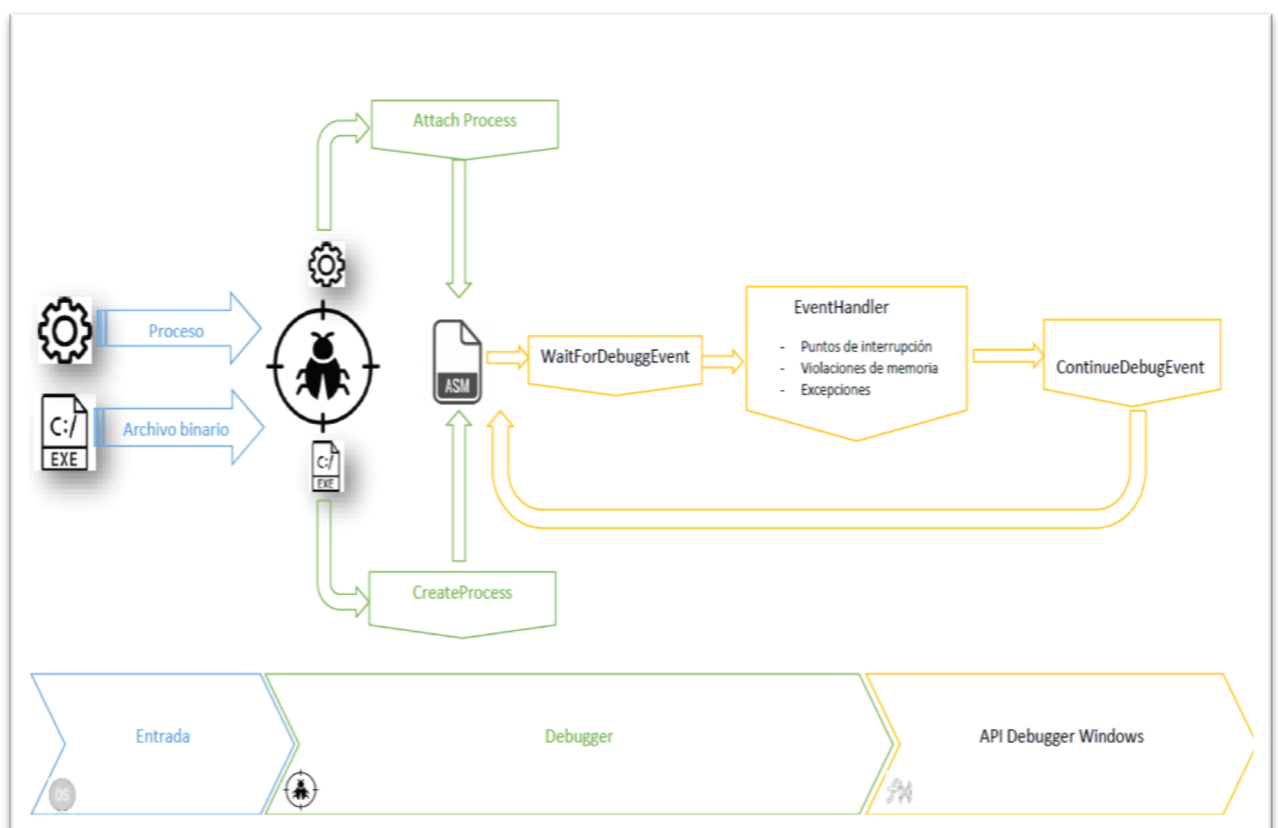 Attach Process
Proceso
C:/
EXE
Archivo binario
C:/
EXE
ASM
WaitForDebuggEvent
EventHandler
- Puntos de interrupción
- Violaciones de memoria
- Excepciones
ContinueDebugEvent
CreateProcess
Entrada
OS
Debugger
API Debugger Windows